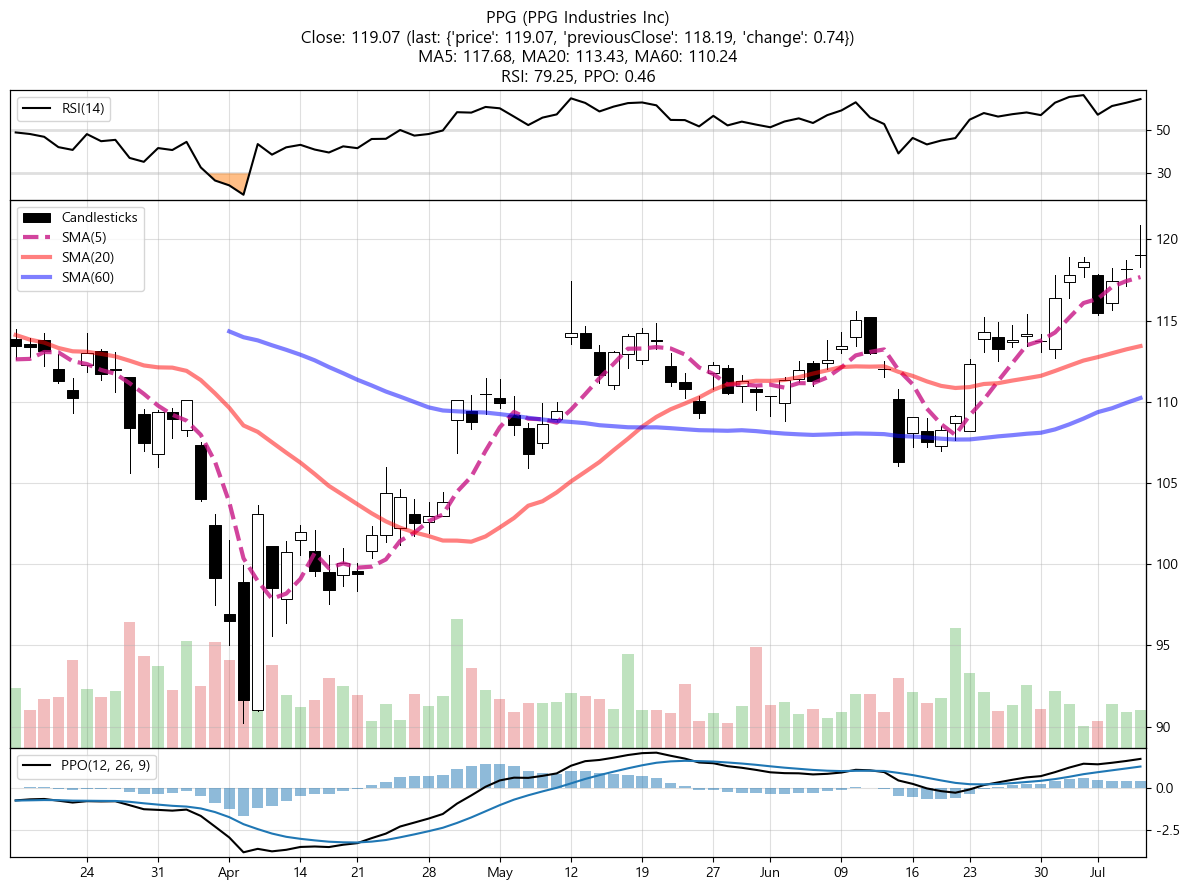 PPG (PPG Industries Inc)
Close: 119.07 (last: {'price': 119.07, 'previousClose': 118.19, 'change': 0.74})
MA5: 117.68, MA20: 113.43, MA60: 110.24
RSI: 79.25, PPO: 0.46
RSI(14)
50
30
Candlesticks
SMA(5)
SMA(20)
SMA(60)
120
115
110
105
100
95
90
PPO(12, 26, 9)
0.0
-2.5
24 31 Apr 14 21 28 May 12 19 27 Jun 09 16 23 30 Jul